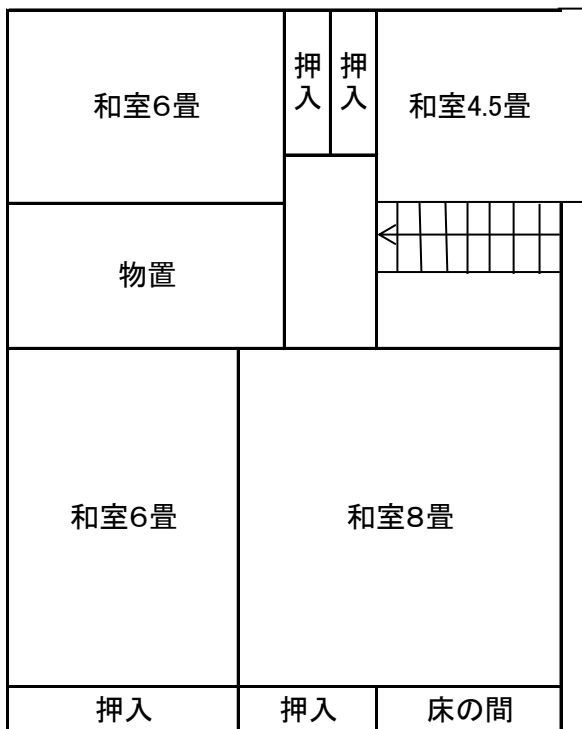 和室6畳
押入
押入
和室4.5畳
物置
和室6畳
和室8畳
押入
押入
床の間